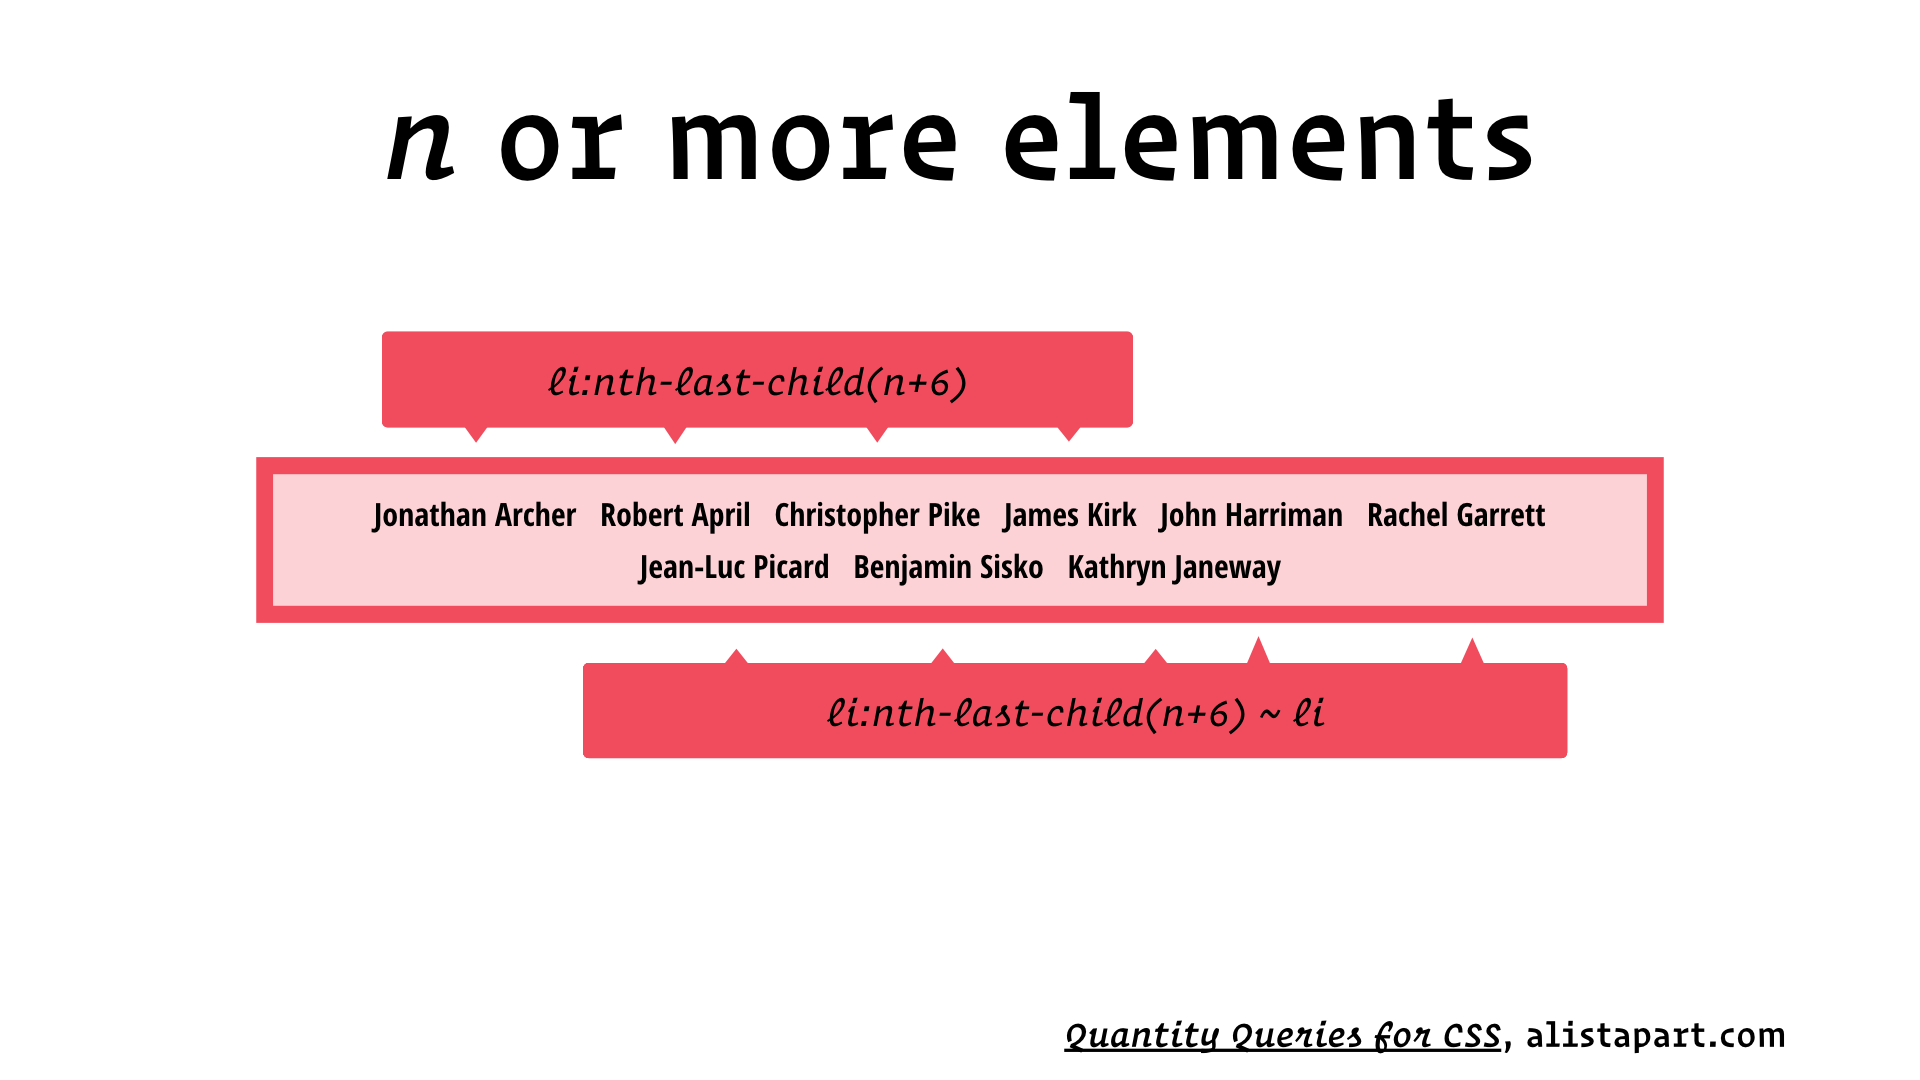 n or more elements
li:nth-last-child(n+6)
Jonathan Archer Robert April Christopher Pike James Kirk John Harriman Rachel Garrett
Jean-Luc Picard Benjamin Sisko Kathryn Janeway
li:nth-last-child(n+6) ~ li
Quantity Queries for CSS, alistapart.com